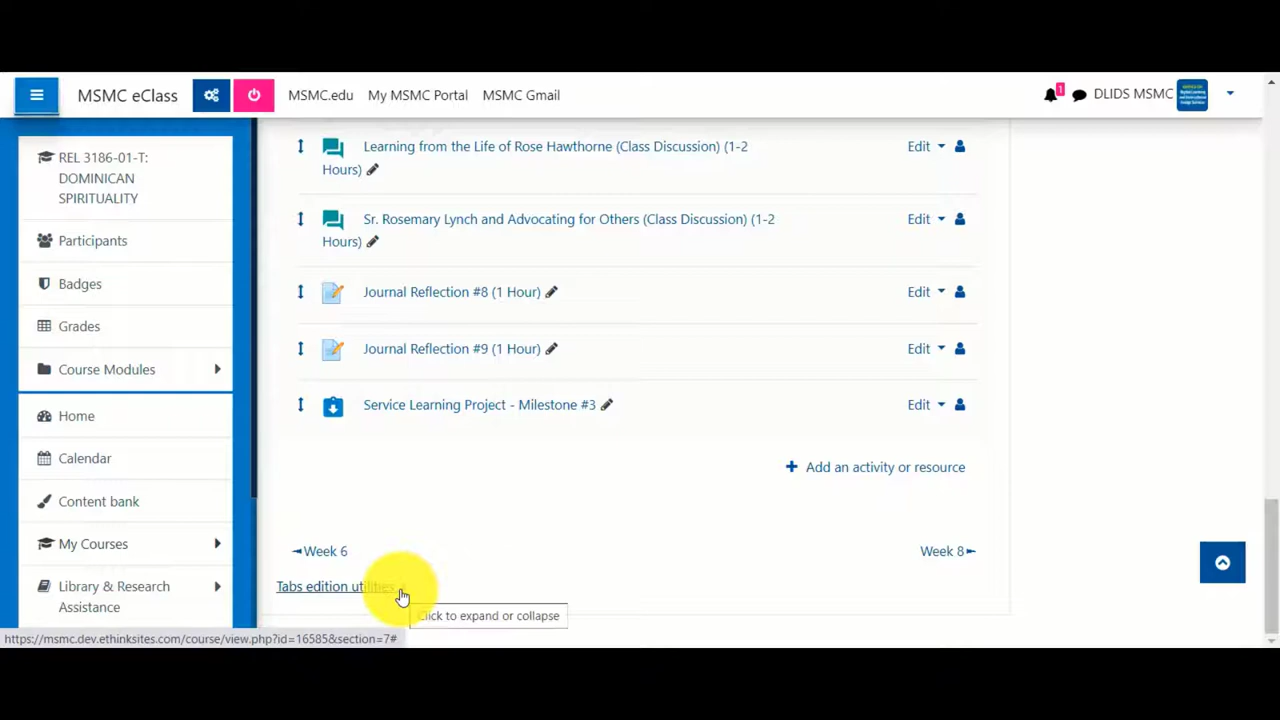 MSMC eClass
MSMC.edu
My MSMC Portal
MSMC Gmail
1
DLIDS MSMC
REL 3186-01-T:
DOMINICAN
SPIRITUALITY
Participants
Badges
Grades
Course Modules
Home
Calendar
Content bank
My Courses
Library & Research
Assistance
Learning from the Life of Rose Hawthorne (Class Discussion) (1-2
Hours)
Edit
Sr. Rosemary Lynch and Advocating for Others (Class Discussion) (1-2
Hours)
Edit
Journal Reflection #8 (1 Hour)
Edit
Journal Reflection #9 (1 Hour)
Edit
Service Learning Project - Milestone #3
Edit
Add an activity or resource
Week 6
Week 8
Tabs edition utilities
Click to expand or collapse
https://msmc.dev.ethinksites.com/course/view.php?id=16585&section=7#